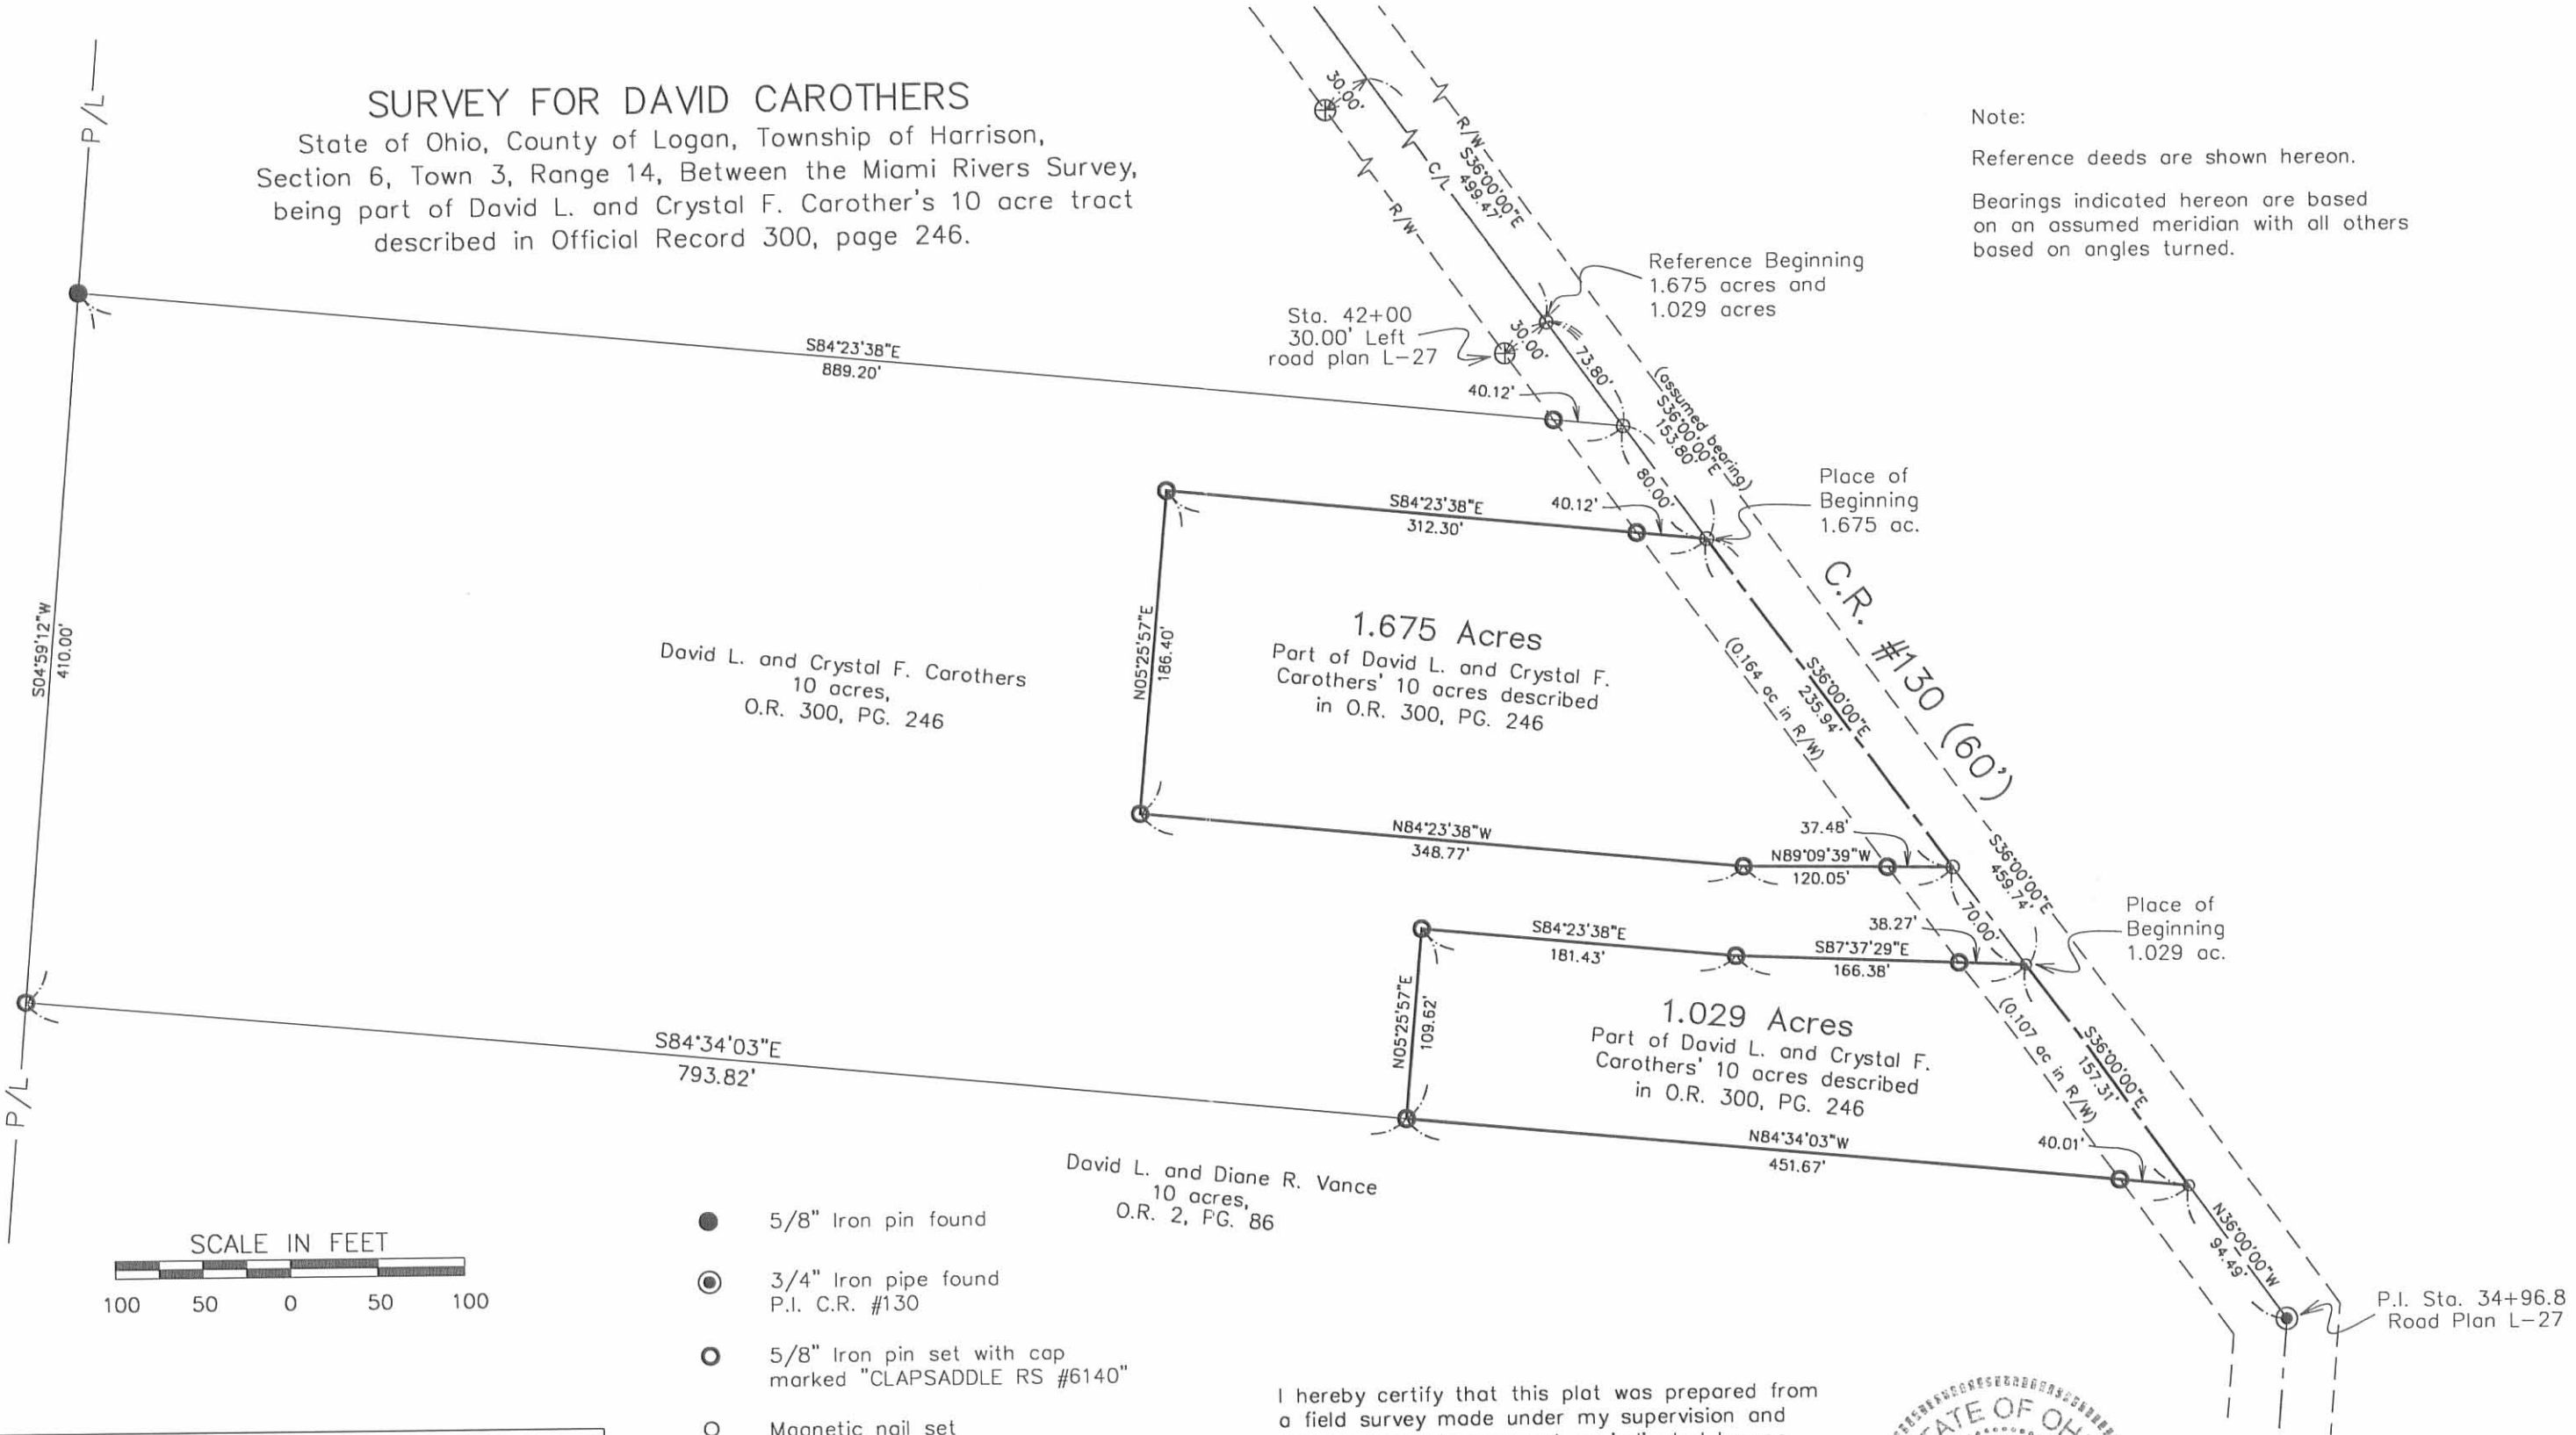 SURVEY FOR DAVID CAROTHERS
State of Ohio, County of Logan, Township of Harrison,
Section 6, Town 3, Range 14, Between the Miami Rivers Survey,
being part of David L. and Crystal F. Carother's 10 acre tract
described in Official Record 300, page 246.
Note:
Reference deeds are shown hereon.
Bearings indicated hereon are based
on an assumed meridian with all others
based on angles turned.
P/L
30.00'
R/W
S36°00'00"E
499.47'
C/L
R/W
Reference Beginning
1.675 acres and
1.029 acres
Sta. 42+00
30.00' Left
road plan L-27
30.00'
73.80'
(assumed bearing)
S36°00'00"E
153.80'
S84°23'38"E
889.20'
40.12'
80.00'
Place of
Beginning
1.675 ac.
S84°23'38"E
312.30'
40.12'
C.R. #130 (60')
S04°59'12"W
410.00'
David L. and Crystal F. Carothers
10 acres,
O.R. 300, PG. 246
N05°25'57"E
186.40'
1.675 Acres
Part of David L. and Crystal F.
Carothers' 10 acres described
in O.R. 300, PG. 246
(0.164 ac in R/W)
S36°00'00"E
235.94'
N84°23'38"W
348.77'
37.48'
N89°09'39"W
120.05'
S36°00'00"E
459.74'
70.00'
Place of
Beginning
1.029 ac.
S84°23'38"E
181.43'
38.27'
S87°37'29"E
166.38'
N05°25'57"E
109.62'
1.029 Acres
Part of David L. and Crystal F.
Carothers' 10 acres described
in O.R. 300, PG. 246
(0.107 ac in R/W)
S36°00'00"E
157.31'
S84°34'03"E
793.82'
N84°34'03"W
451.67'
40.01'
P/L
David L. and Diane R. Vance
10 acres,
O.R. 2, PG. 86
N36°00'00"W
94.49'
P.I. Sta. 34+96.8
Road Plan L-27
SCALE IN FEET
100 50 0 50 100
5/8" Iron pin found
3/4" Iron pipe found
P.I. C.R. #130
5/8" Iron pin set with cap
marked "CLAPSADDLE RS #6140"
Magnetic nail set
I hereby certify that this plat was prepared from
a field survey made under my supervision and
STATE OF OH